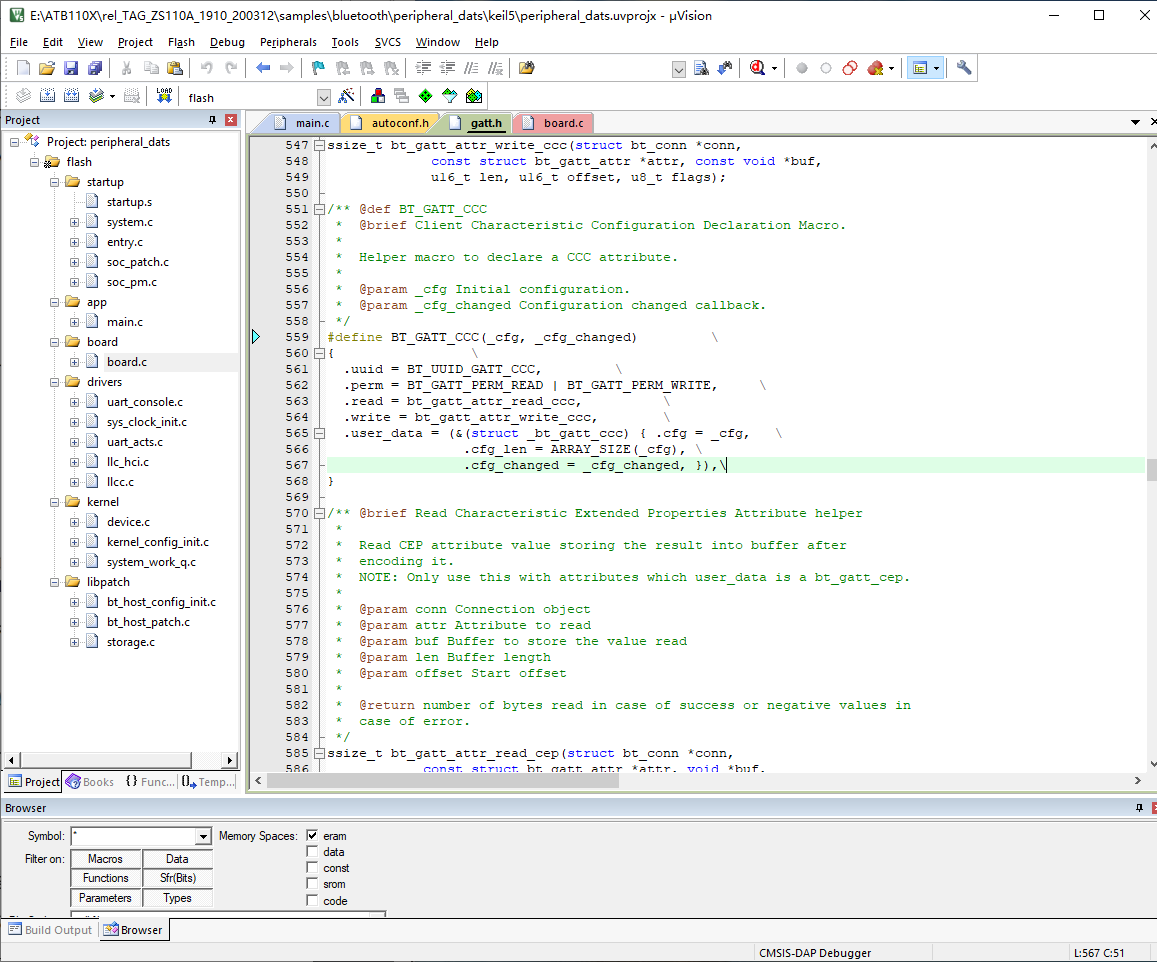 E:\ATB110X\rel_TAG_ZS110A_1910_200312\samples\bluetooth\peripheral_dats\keil5\peripheral_dats.uvprojx - µVision
File Edit View Project Flash Debug Peripherals Tools SVCS Window Help
LOAD
flash
Project
main.c autoconf.h gatt.h board.c
Project: peripheral_dats
flash
startup
startup.s
system.c
entry.c
soc_patch.c
soc_pm.c
app
main.c
board
board.c
drivers
uart_console.c
sys_clock_init.c
uart_acts.c
llc_hci.c
llcc.c
kernel
device.c
kernel_config_init.c
system_work_q.c
libpatch
bt_host_config_init.c
bt_host_patch.c
storage.c
Project Books {} Func... Temp...
547 ssize_t bt_gatt_attr_write_ccc(struct bt_conn *conn,
548 const struct bt_gatt_attr *attr, const void *buf,
549 u16_t len, u16_t offset, u8_t flags);
550
551 /** @def BT_GATT_CCC
552 * @brief Client Characteristic Configuration Declaration Macro.
553 *
554 * Helper macro to declare a CCC attribute.
555 *
556 * @param _cfg Initial configuration.
557 * @param _cfg_changed Configuration changed callback.
558 */
559 #define BT_GATT_CCC(_cfg, _cfg_changed) \
560 { \
561 .uuid = BT_UUID_GATT_CCC, \
562 .perm = BT_GATT_PERM_READ | BT_GATT_PERM_WRITE, \
563 .read = bt_gatt_attr_read_ccc, \
564 .write = bt_gatt_attr_write_ccc, \
565 .user_data = (&(struct _bt_gatt_ccc) { .cfg = _cfg, \
566 .cfg_len = ARRAY_SIZE(_cfg), \
567 .cfg_changed = _cfg_changed, }),\
568 }
569
570 /** @brief Read Characteristic Extended Properties Attribute helper
571 *
572 * Read CEP attribute value storing the result into buffer after
573 * encoding it.
574 * NOTE: Only use this with attributes which user_data is a bt_gatt_cep.
575 *
576 * @param conn Connection object
577 * @param attr Attribute to read
578 * @param buf Buffer to store the value read
579 * @param len Buffer length
580 * @param offset Start offset
581 *
582 * @return number of bytes read in case of success or negative values in
583 * case of error.
584 */
585 ssize_t bt_gatt_attr_read_cep(struct bt_conn *conn,
586 const struct bt_gatt_attr *attr, void *buf,
Browser
Symbol: * Memory Spaces: eram
data
const
srom
code
Filter on: Macros Data
Functions Sfr(Bits)
Parameters Types
Build Output Browser
CMSIS-DAP Debugger L:567 C:51